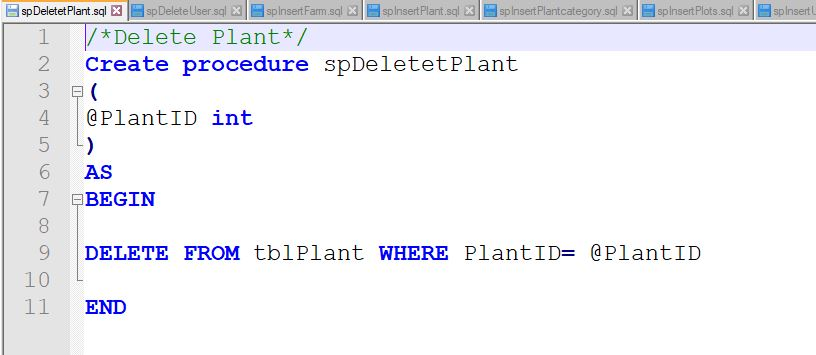 spDeletetPlant.sql spDeleteUser.sql spInsertFarm.sql spInsertPlant.sql spInsertPlantcategory.sql spInsertPlots.sql spInsertU
1 /*Delete Plant*/
2 Create procedure spDeletetPlant
3 (
4 @PlantID int
5 )
6 AS
7 BEGIN
8
9 DELETE FROM tblPlant WHERE PlantID= @PlantID
10
11 END